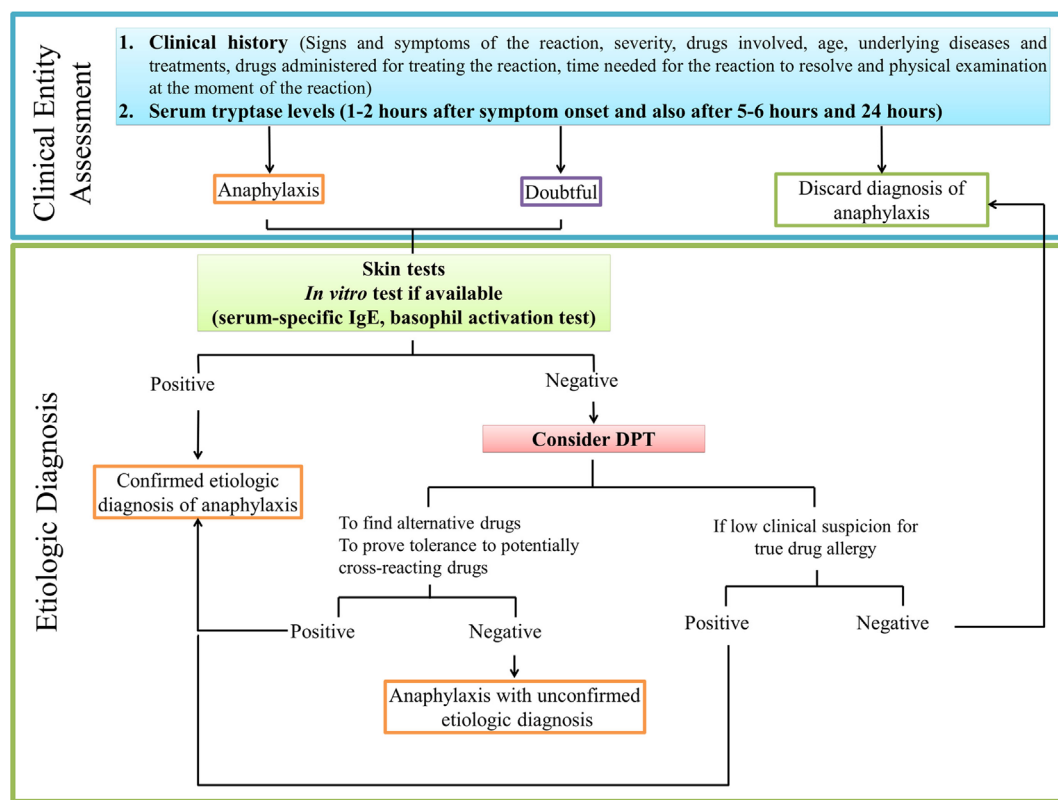 Clinical Entity
Assessment
1. Clinical history (Signs and symptoms of the reaction, severity, drugs involved, age, underlying diseases and
treatments, drugs administered for treating the reaction, time needed for the reaction to resolve and physical examination
at the moment of the reaction)
2. Serum tryptase levels (1-2 hours after symptom onset and also after 5-6 hours and 24 hours)
Anaphylaxis
Doubtful
Discard diagnosis of
anaphylaxis
Etiologic Diagnosis
Skin tests
In vitro test if available
(serum-specific IgE, basophil activation test)
Positive
Negative
Consider DPT
Confirmed etiologic
diagnosis of anaphylaxis
To find alternative drugs
To prove tolerance to potentially
cross-reacting drugs
If low clinical suspicion for
true drug allergy
Positive
Negative
Positive
Negative
Anaphylaxis with unconfirmed
etiologic diagnosis